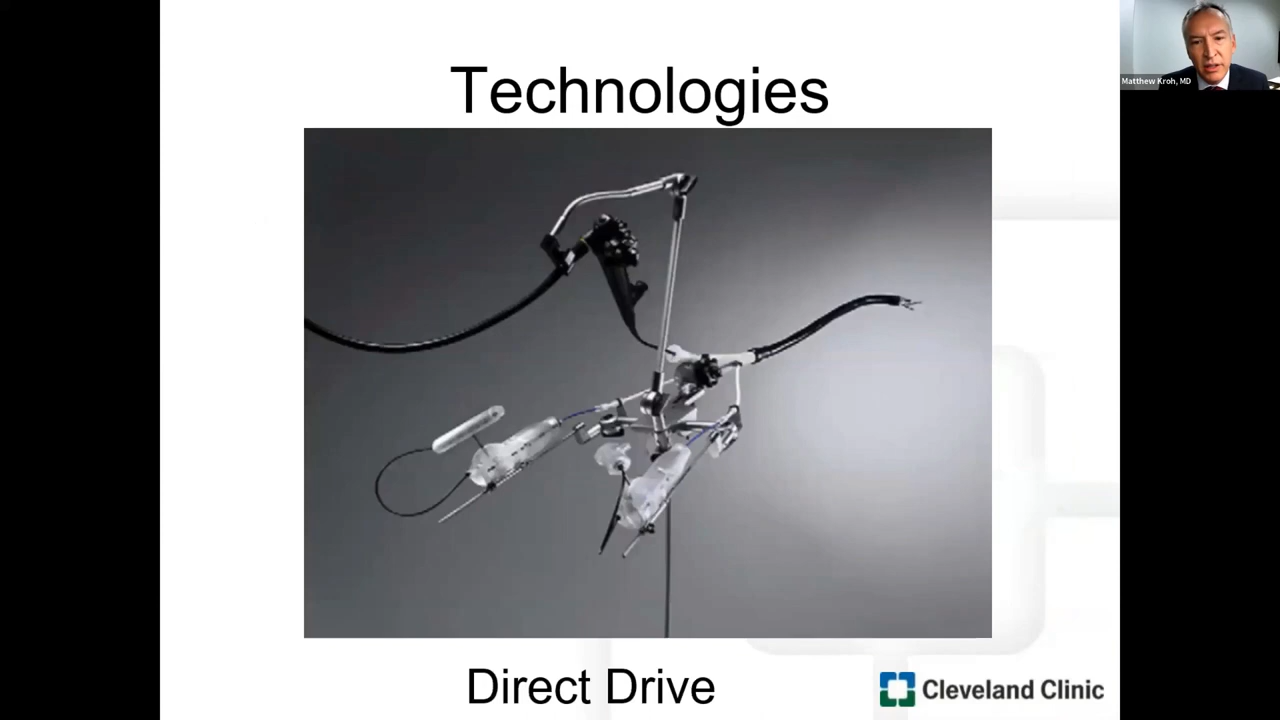 Technologies
Matthew Kroh, MD
Direct Drive
Cleveland Clinic